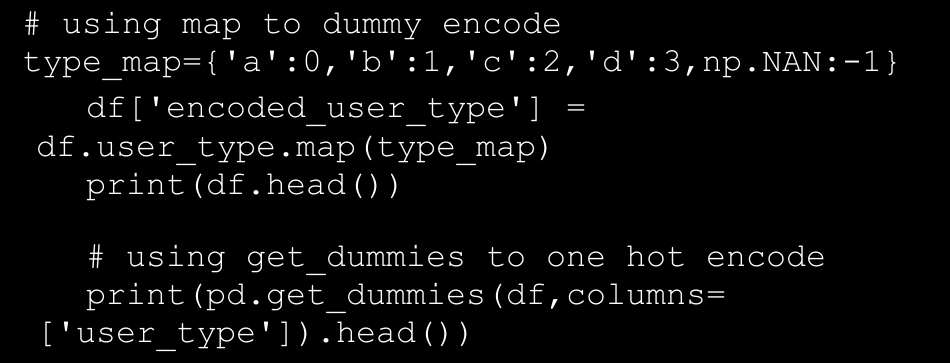 # using map to dummy encode
type_map={'a':0,'b':1,'c':2,'d':3,np.NAN:-1}
df['encoded_user_type'] =
df.user_type.map(type_map)
print(df.head())
# using get_dummies to one hot encode
print(pd.get_dummies(df,columns=
['user_type']).head())